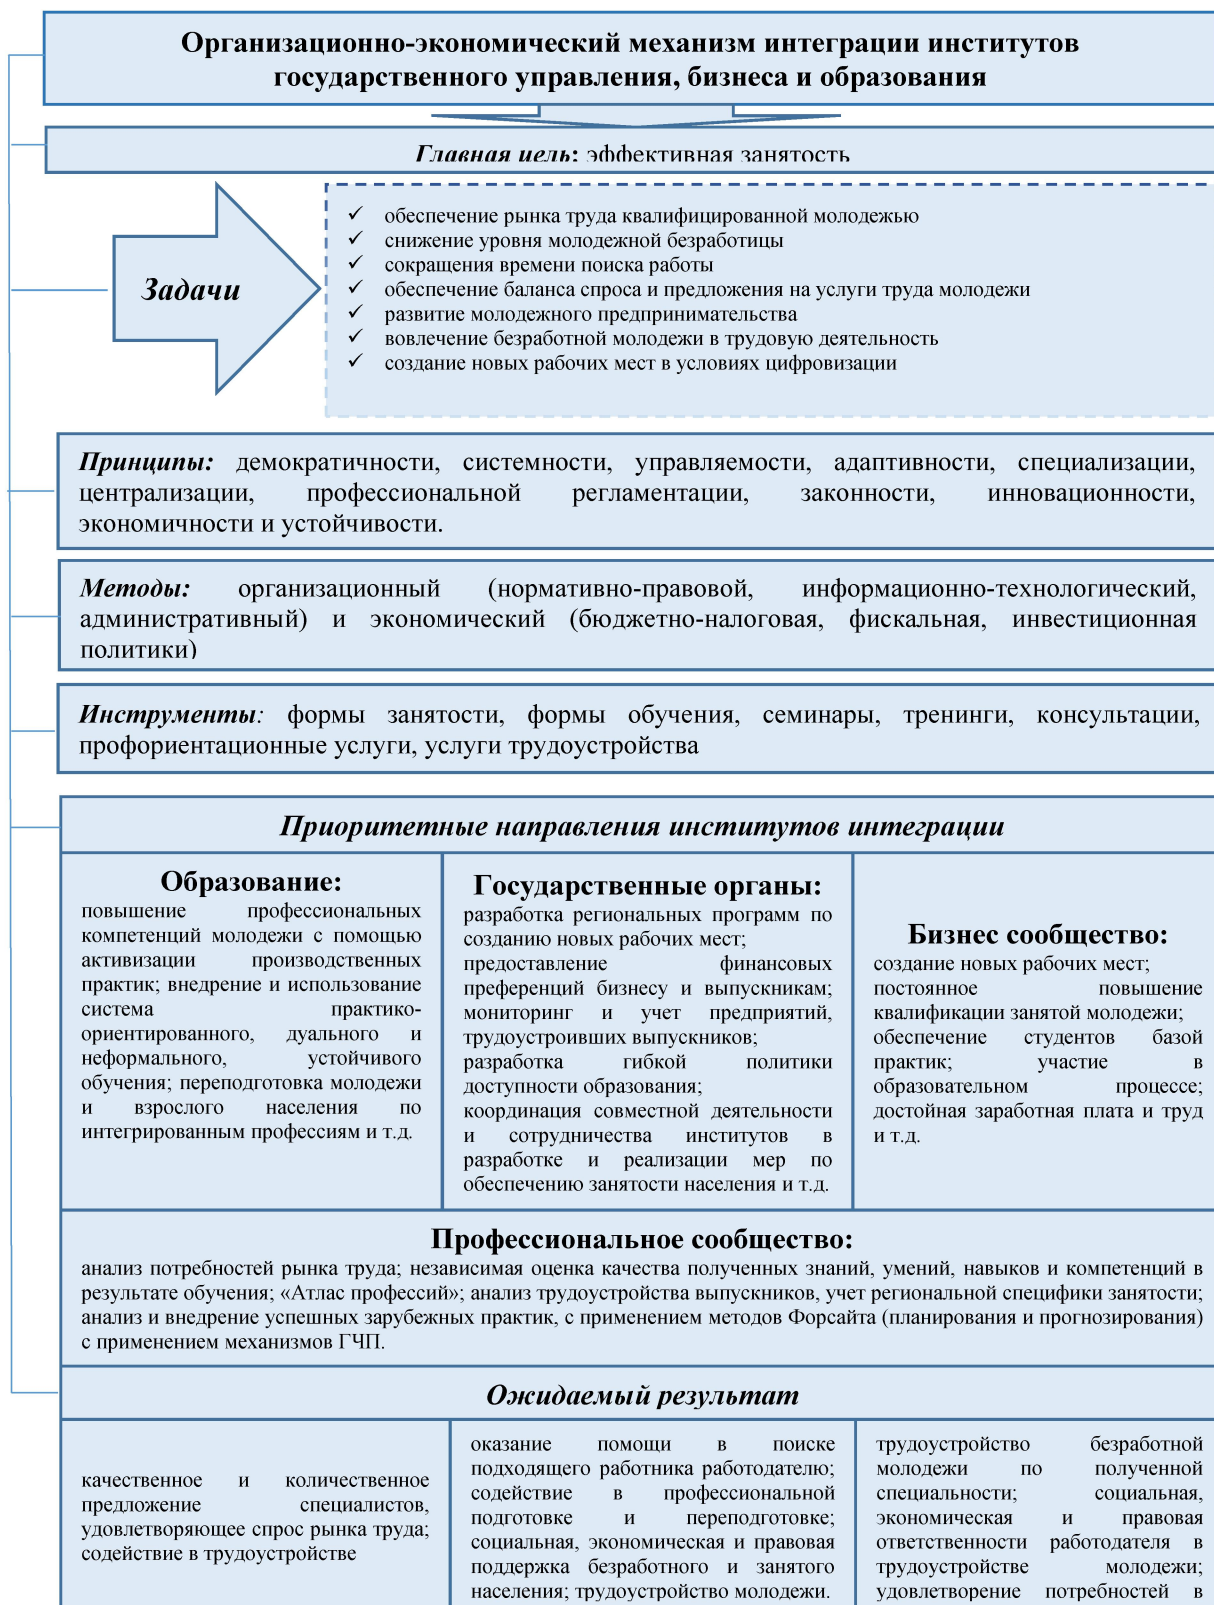 Организационно-экономический механизм интеграции институтов
государственного управления, бизнеса и образования
Главная цель: эффективная занятость
Задачи
✓ обеспечение рынка труда квалифицированной молодежью
✓ снижение уровня молодежной безработицы
✓ сокращения времени поиска работы
✓ обеспечение баланса спроса и предложения на услуги труда молодежи
✓ развитие молодежного предпринимательства
✓ вовлечение безработной молодежи в трудовую деятельность
✓ создание новых рабочих мест в условиях цифровизации
Принципы: демократичности, системности, управляемости, адаптивности, специализации,
централизации, профессиональной регламентации, законности, инновационности,
экономичности и устойчивости.
Методы: организационный (нормативно-правовой, информационно-технологический,
административный) и экономический (бюджетно-налоговая, фискальная, инвестиционная
политики)
Инструменты: формы занятости, формы обучения, семинары, тренинги, консультации,
профориентационные услуги, услуги трудоустройства
Приоритетные направления институтов интеграции
Образование:
повышение профессиональных
компетенций молодежи с помощью
активизации производственных
практик; внедрение и использование
система практико-
ориентированного, дуального и
неформального, устойчивого
обучения; переподготовка молодежи
и взрослого населения по
интегрированным профессиям и т.д.
Государственные органы:
разработка региональных программ по
созданию новых рабочих мест;
предоставление финансовых
преференций бизнесу и выпускникам;
мониторинг и учет предприятий,
трудоустроивших выпускников;
разработка гибкой политики
доступности образования;
координация совместной деятельности
и сотрудничества институтов в
разработке и реализации мер по
обеспечению занятости населения и т.д.
Бизнес сообщество:
создание новых рабочих мест;
постоянное повышение
квалификации занятой молодежи;
обеспечение студентов базой
практик; участие в
образовательном процессе;
достойная заработная плата и труд
и т.д.
Профессиональное сообщество:
анализ потребностей рынка труда; независимая оценка качества полученных знаний, умений, навыков и компетенций в
результате обучения; «Атлас профессий»; анализ трудоустройства выпускников, учет региональной специфики занятости;
анализ и внедрение успешных зарубежных практик, с применением методов Форсайта (планирования и прогнозирования)
с применением механизмов ГЧП.
Ожидаемый результат
качественное и количественное
предложение специалистов,
удовлетворяющее спрос рынка труда;
содействие в трудоустройстве
оказание помощи в поиске
подходящего работника работодателю;
содействие в профессиональной
подготовке и переподготовке;
социальная, экономическая и правовая
поддержка безработного и занятого
населения; трудоустройство молодежи.
трудоустройство безработной
молодежи по полученной
специальности; социальная,
экономическая и правовая
ответственности работодателя в
трудоустройстве молодежи;
удовлетворение потребностей в